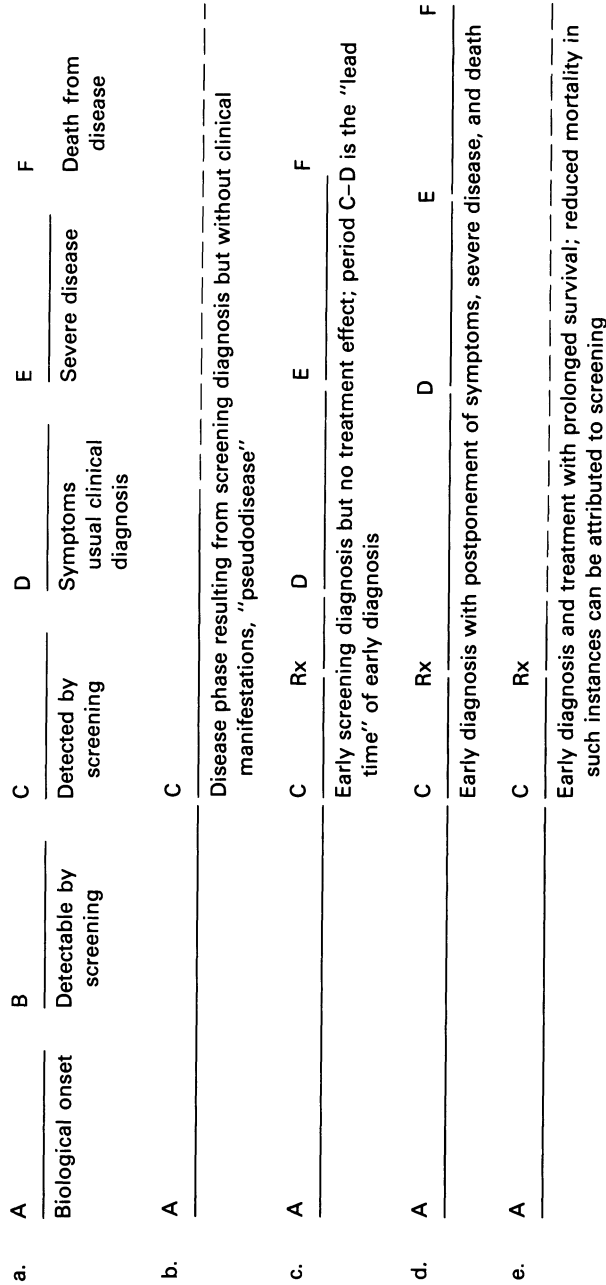 a. A B C D E F
Biological onset Detectable by Detected by Symptoms Severe disease Death from
screening screening usual clinical disease
diagnosis
b. A C
Disease phase resulting from screening diagnosis but without clinical
manifestations, "pseudodisease"
c. A C Rx D E F
Early screening diagnosis but no treatment effect; period C–D is the "lead
time" of early diagnosis
d. A C Rx D E F
Early diagnosis with postponement of symptoms, severe disease, and death
e. A C Rx
Early diagnosis and treatment with prolonged survival; reduced mortality in
such instances can be attributed to screening